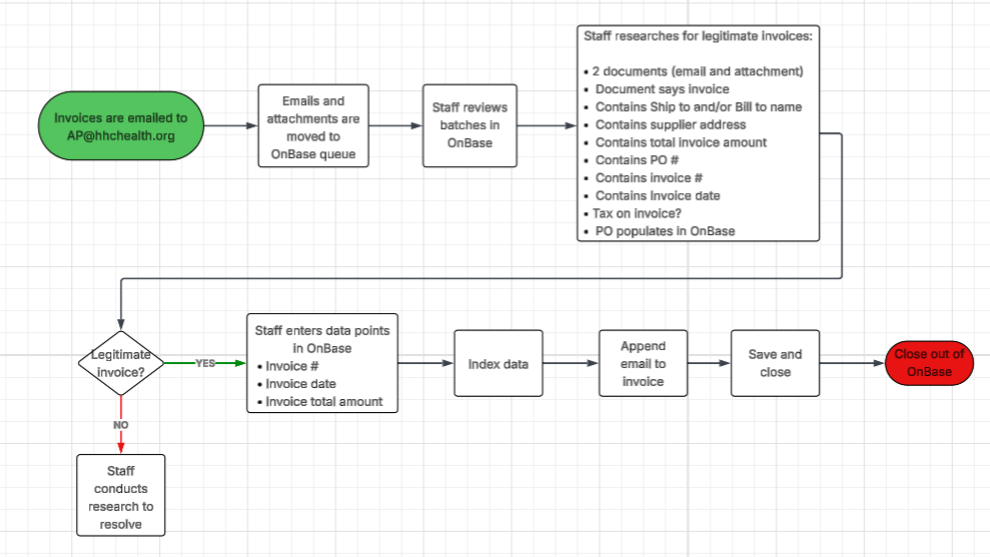 Invoices are emailed to
AP@hhchealth.org
Emails and
attachments are
moved to
OnBase queue
Staff reviews
batches in
OnBase
Staff researches for legitimate invoices:
• 2 documents (email and attachment)
• Document says invoice
• Contains Ship to and/or Bill to name
• Contains supplier address
• Contains total invoice amount
• Contains PO #
• Contains invoice #
• Contains Invoice date
• Tax on invoice?
• PO populates in OnBase
Legitimate
invoice?
YES
NO
Staff enters data points
in OnBase
• Invoice #
• Invoice date
• Invoice total amount
Index data
Append
email to
invoice
Save and
close
Close out of
OnBase
Staff
conducts
research to
resolve